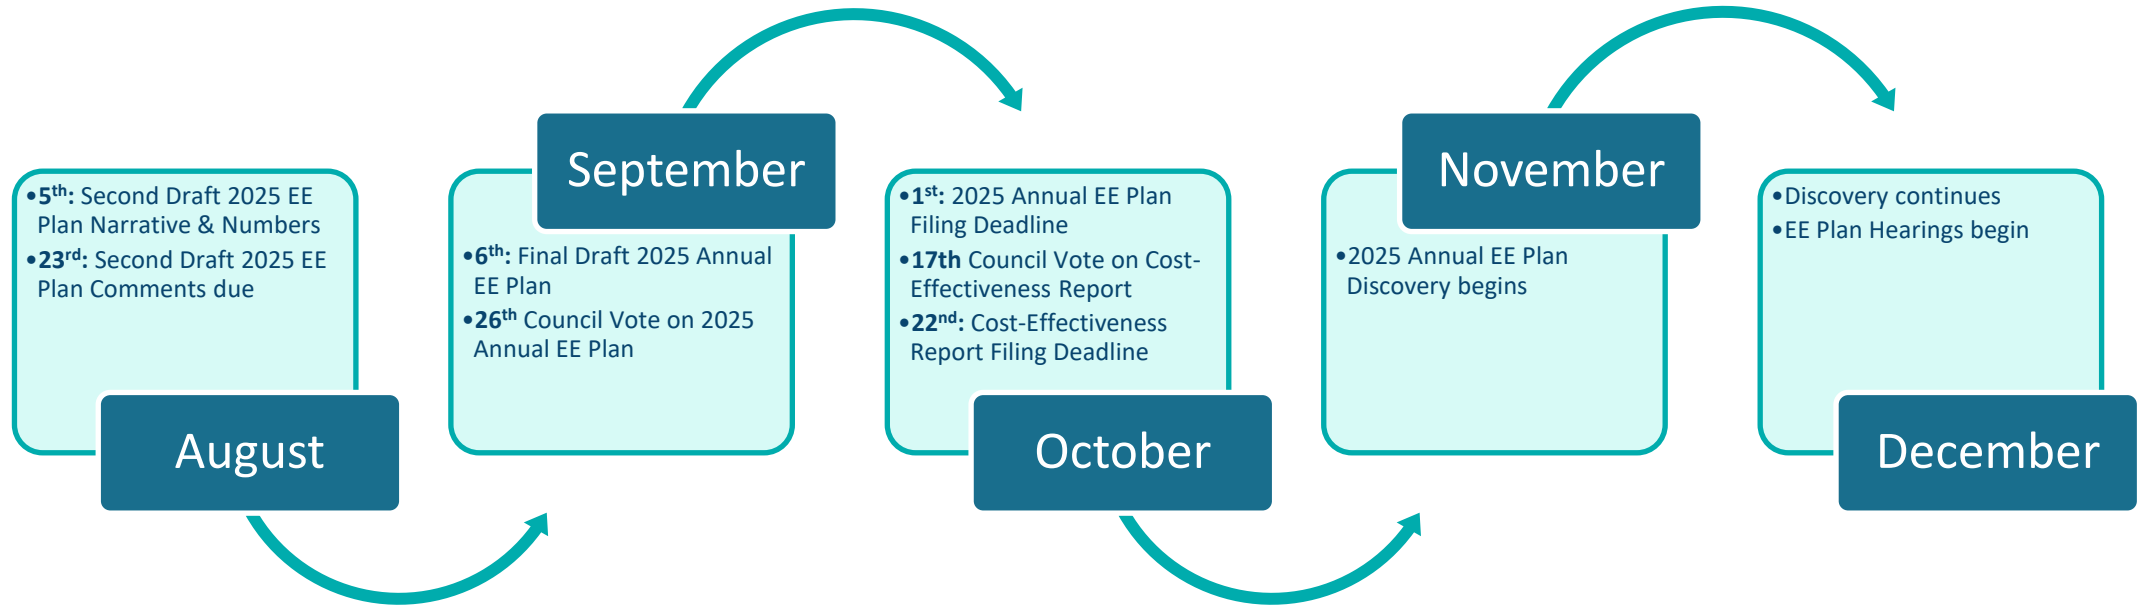 •5th: Second Draft 2025 EE
Plan Narrative & Numbers
•23rd: Second Draft 2025 EE
Plan Comments due
August
September
•6th: Final Draft 2025 Annual
EE Plan
•26th Council Vote on 2025
Annual EE Plan
•1st: 2025 Annual EE Plan
Filing Deadline
•17th Council Vote on Cost-
Effectiveness Report
•22nd: Cost-Effectiveness
Report Filing Deadline
October
November
•2025 Annual EE Plan
Discovery begins
•Discovery continues
•EE Plan Hearings begin
December